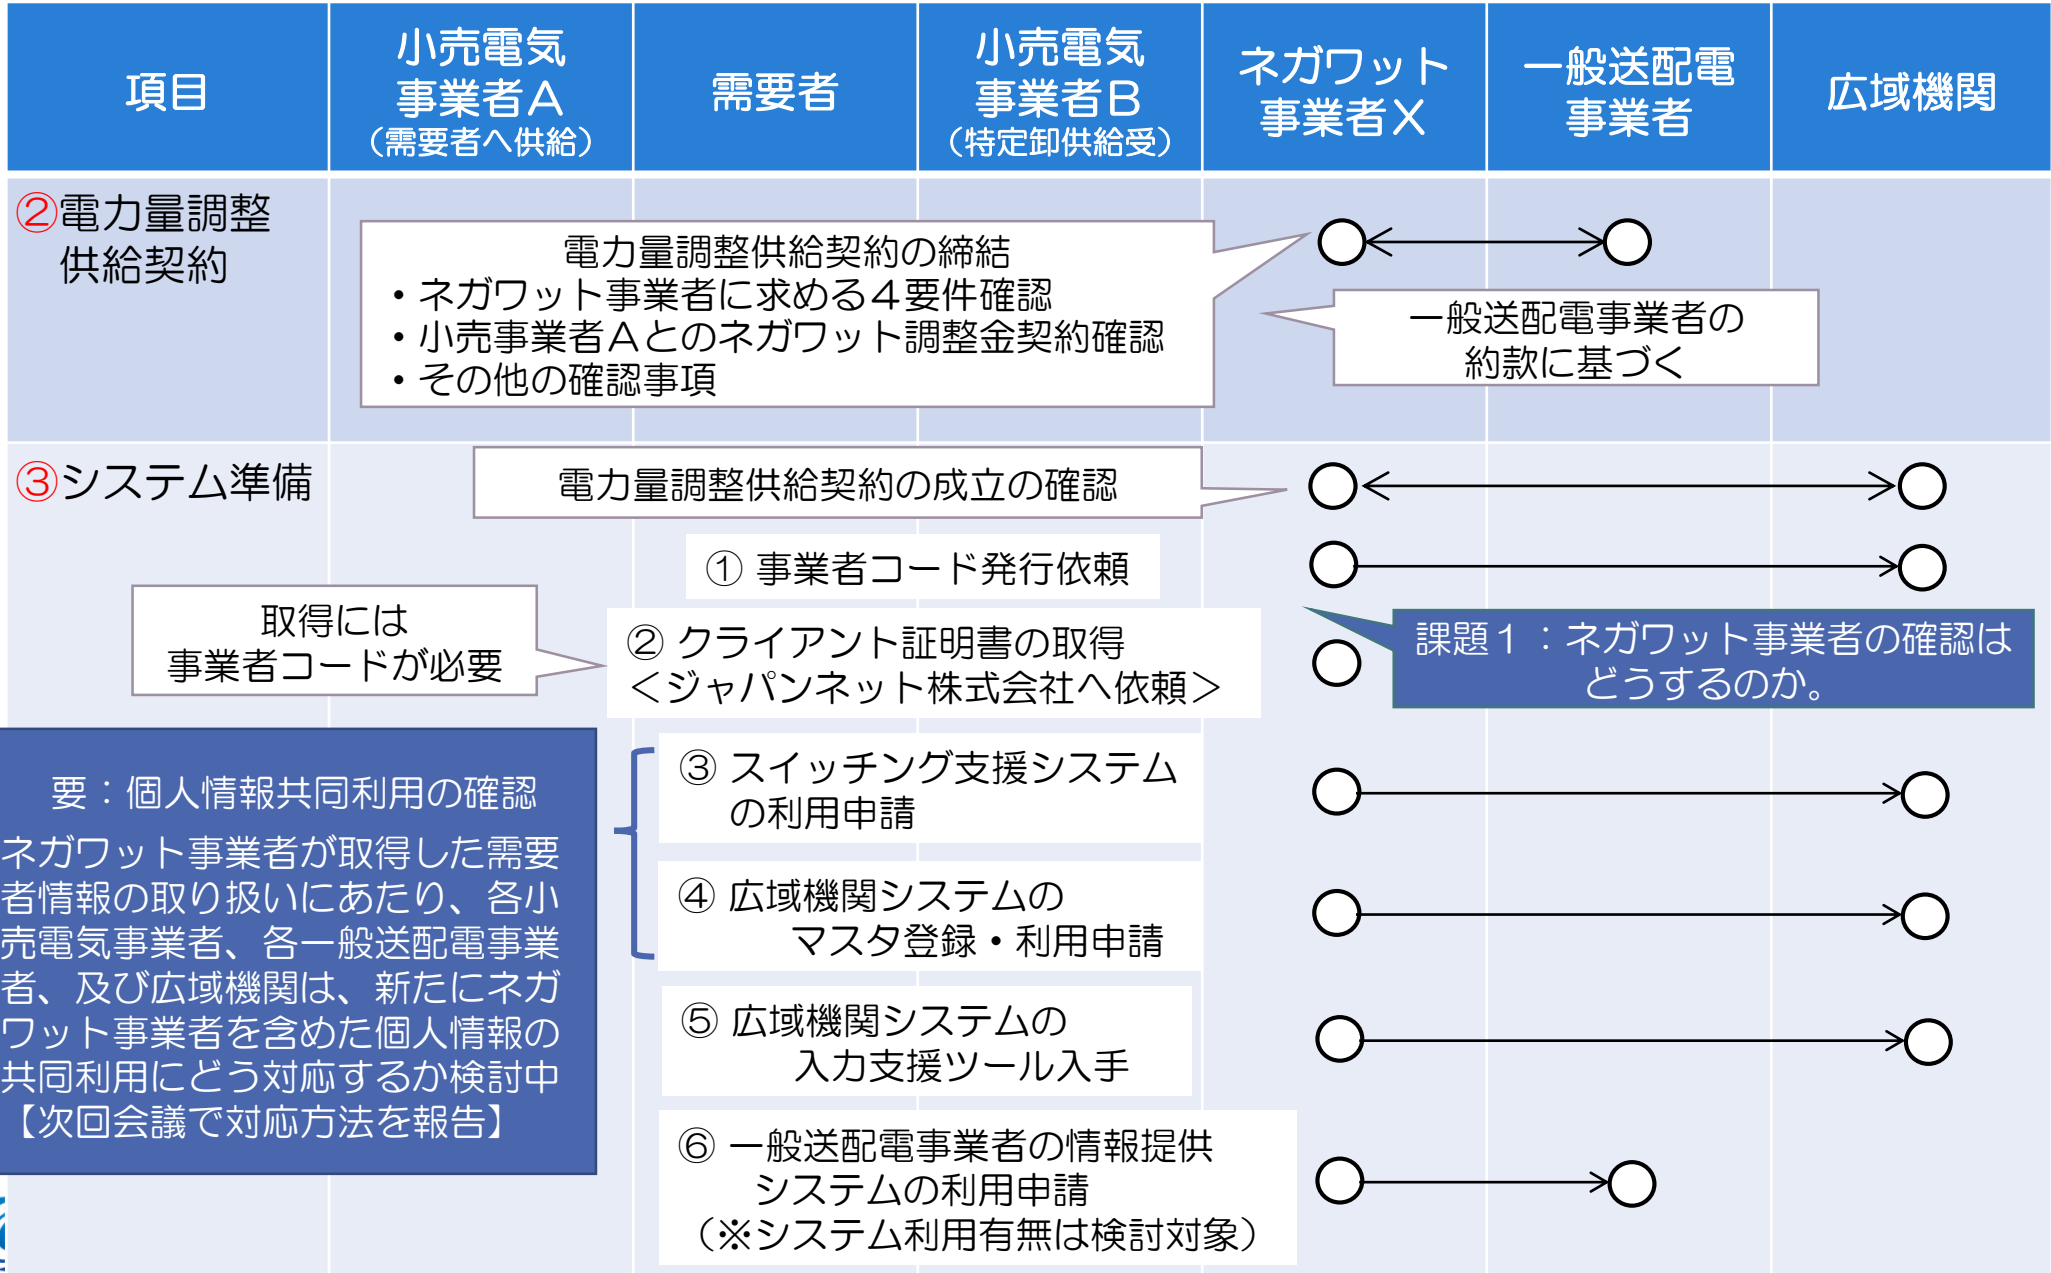 項目
小売電気
事業者A
（需要者へ供給）
需要者
小売電気
事業者B
（特定卸供給受）
ネガワット
事業者X
一般送配電
事業者
広域機関
②電力量調整
供給契約
電力量調整供給契約の締結
・ネガワット事業者に求める４要件確認
・小売事業者Aとのネガワット調整金契約確認
・その他の確認事項
一般送配電事業者の
約款に基づく
③システム準備
電力量調整供給契約の成立の確認
① 事業者コード発行依頼
取得には
事業者コードが必要
② クライアント証明書の取得
＜ジャパンネット株式会社へ依頼＞
課題１：ネガワット事業者の確認は
どうするのか。
要：個人情報共同利用の確認
ネガワット事業者が取得した需要
者情報の取り扱いにあたり、各小
売電気事業者、各一般送配電事業
者、及び広域機関は、新たにネガ
ワット事業者を含めた個人情報の
共同利用にどう対応するか検討中
【次回会議で対応方法を報告】
③ スイッチング支援システム
の利用申請
④ 広域機関システムの
マスタ登録・利用申請
⑤ 広域機関システムの
入力支援ツール入手
⑥ 一般送配電事業者の情報提供
システムの利用申請
（※システム利用有無は検討対象）